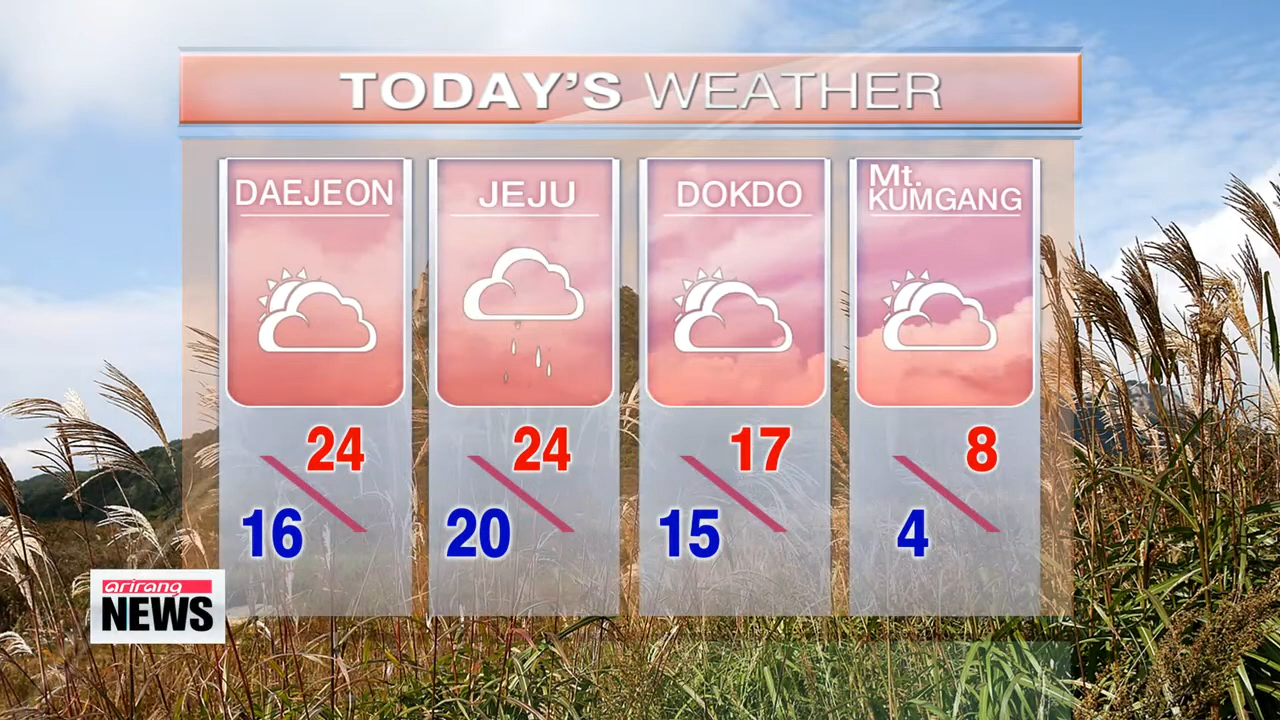 TODAY'S WEATHER
DAEJEON
JEJU
DOKDO
Mt.
KUMGANG
24
16
24
20
17
15
8
4
arirang
NEWS